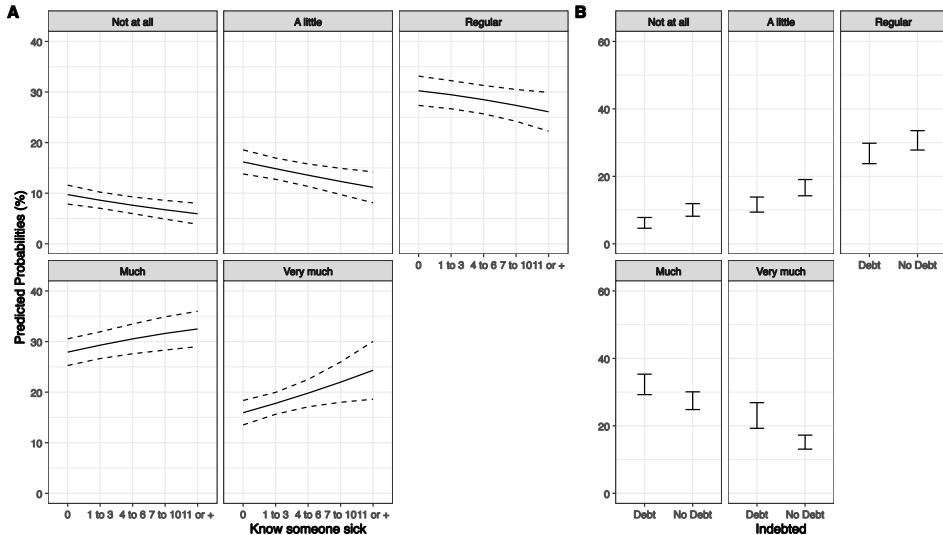 A
B
Not at all
A little
Regular
Not at all
A little
Regular
40
30
20
10
0
60
40
20
0
0 1 to 3 4 to 6 7 to 10 11 or +
Debt No Debt
Much
Very much
Much
Very much
40
30
20
10
0
60
40
20
0
0 1 to 3 4 to 6 7 to 10 11 or +
0 1 to 3 4 to 6 7 to 10 11 or +
Debt No Debt
Debt No Debt
Predicted Probabilities (%)
Know someone sick
Indebted